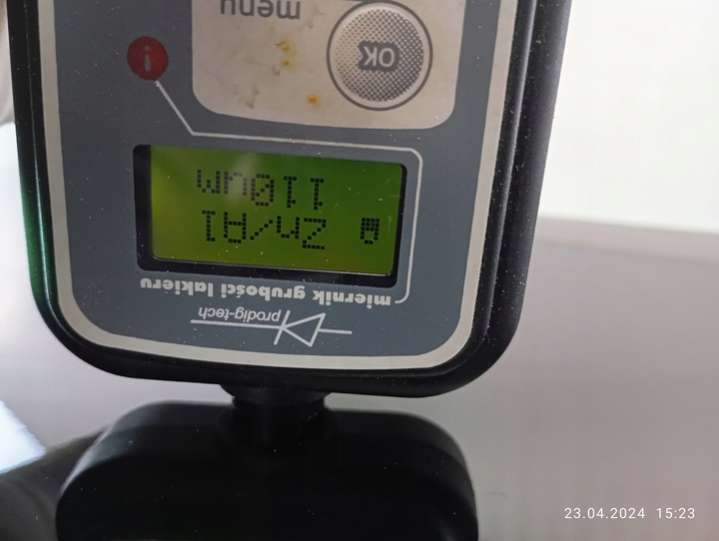 prodig-tech
miernik grubości lakieru
Zn/Al
110um
OK
menu
23.04.2024 15:23